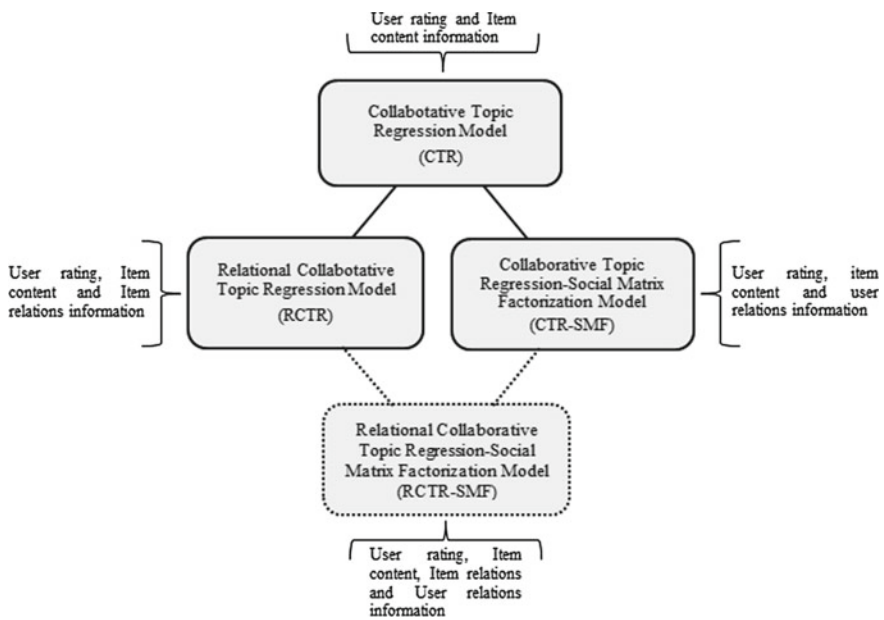 User rating and Item
content information
Collabotative Topic
Regression Model
(CTR)
User rating, Item
content and Item
relations information
Relational Collabotative
Topic Regression Model
(RCTR)
Collaborative Topic
Regression-Social Matrix
Factorization Model
(CTR-SMF)
User rating, item
content and user
relations information
Relational Collaborative
Topic Regression-Social
Matrix Factorization Model
(RCTR-SMF)
User rating, Item
content, Item relations
and User relations
information